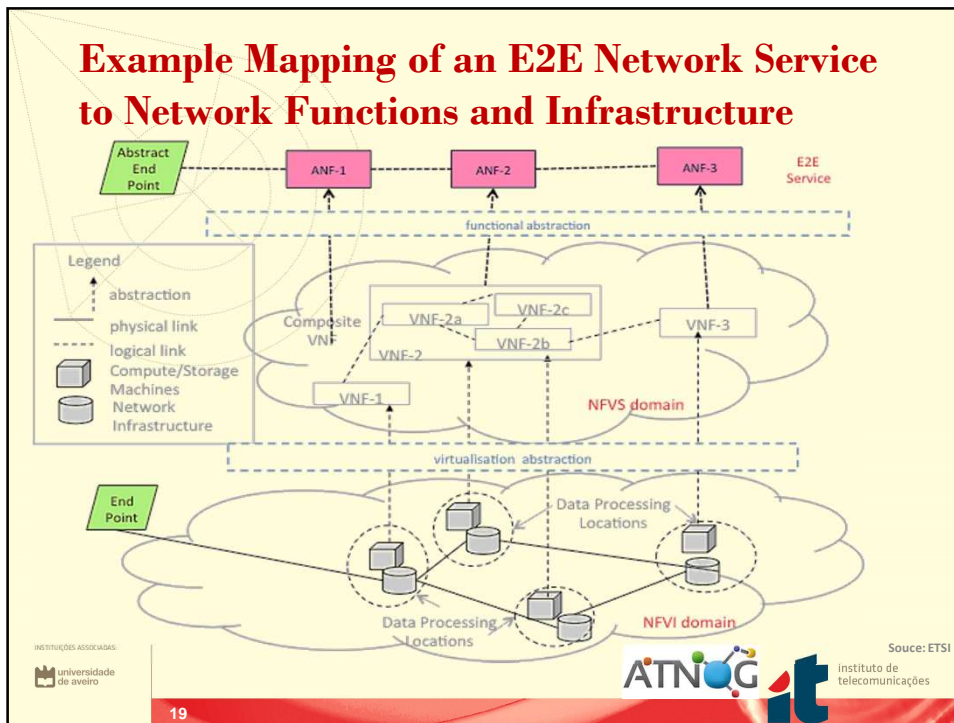 Example Mapping of an E2E Network Service
to Network Functions and Infrastructure
Abstract
End
Point
ANF-1
ANF-2
ANF-3
E2E
Service
functional abstraction
Legend
abstraction
physical link
logical link
Compute/Storage
Machines
Network
Infrastructure
Composite
VNF
VNF-2a
VNF-2c
VNF-2b
VNF-2
VNF-3
VNF-1
NFVS domain
virtualisation abstraction
End
Point
Data Processing
Locations
Data Processing
Locations
NFVI domain
INSTITUIÇÕES ASSOCIADAS:
universidade
de aveiro
Souce: ETSI
ATNOG
it
instituto de
telecomunicações
19